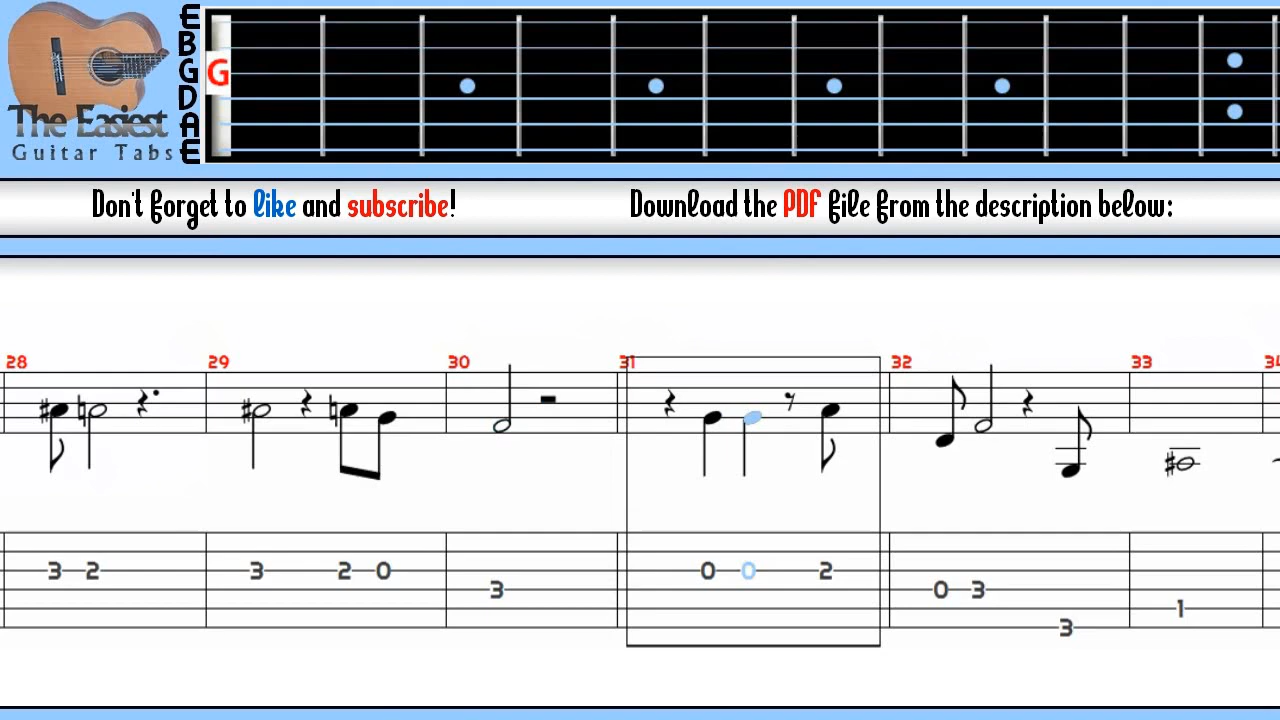 E
B
G
D
A
E
G
The Easiest
Guitar Tabs
Don't forget to like and subscribe!
Download the PDF file from the description below:
28 29 30 31 32 33 34
3 2 3 2 0 3 0 0 2 0 3 3 1